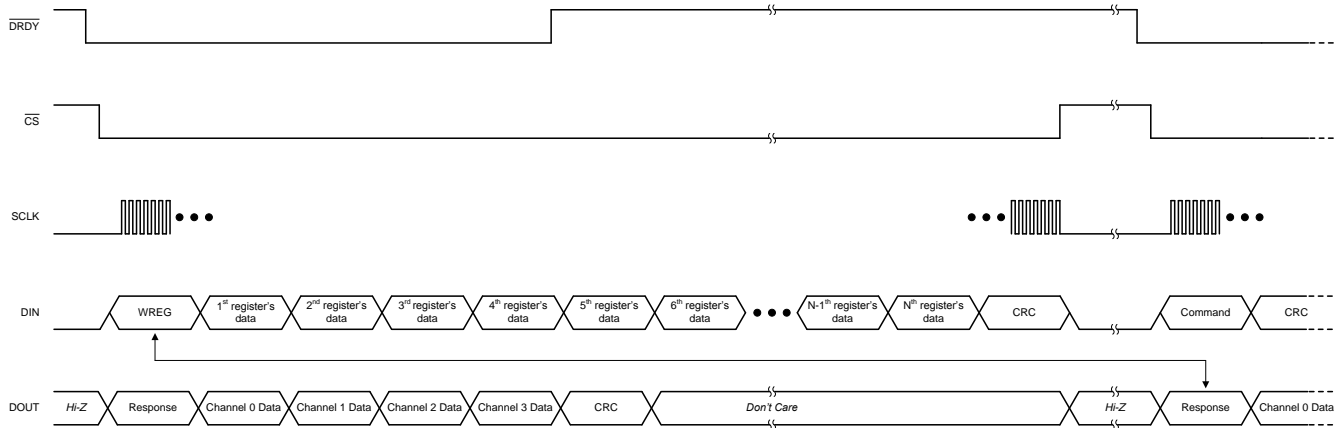 DRDY
CS
SCLK
DIN
WREG
1st register's data
2nd register's data
3rd register's data
4th register's data
5th register's data
6th register's data
N-1th register's data
Nth register's data
CRC
Command
CRC
DOUT
Hi-Z
Response
Channel 0 Data
Channel 1 Data
Channel 2 Data
Channel 3 Data
CRC
Don't Care
Hi-Z
Response
Channel 0 Data